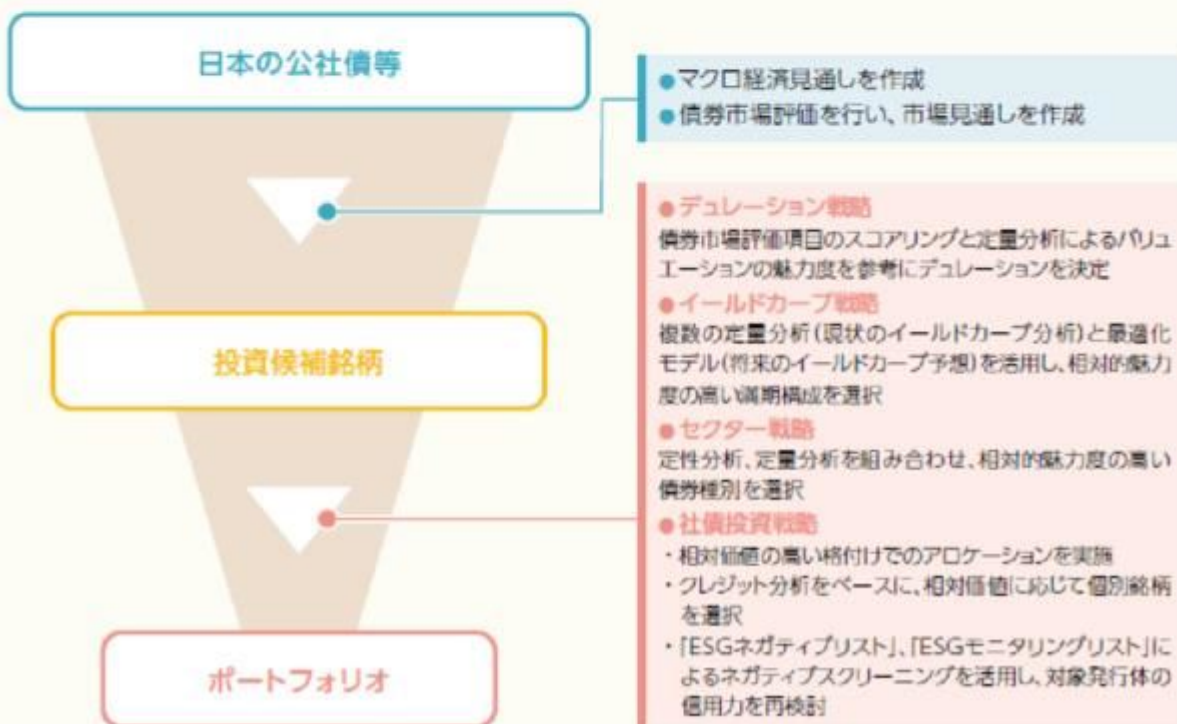 日本の公社債等
●マクロ経済見通しを作成
●債券市場評価を行い、市場見通しを作成
●デュレーション戦略
債券市場評価項目のスコアリングと定量分析によるバリュ
エーションの魅力度を参考にデュレーションを決定
●イールドカーブ戦略
複数の定量分析(現状のイールドカーブ分析)と最適化
モデル(将来のイールドカーブ予想)を活用し、相対的魅力
度の高い満期構成を選択
投資候補銘柄
●セクター戦略
定性分析、定量分析を組み合わせ、相対的魅力度の高い
債券種別を選択
●社債投資戦略
・相対価値の高い格付けでのアロケーションを実施
・クレジット分析をベースに、相対価値に応じて個別銘柄
を選択
・「ESGネガティブリスト」、「ESGモニタリングリスト」に
よるネガティブスクリーニングを活用し、対象発行体の
信用力を再検討
ポートフォリオ